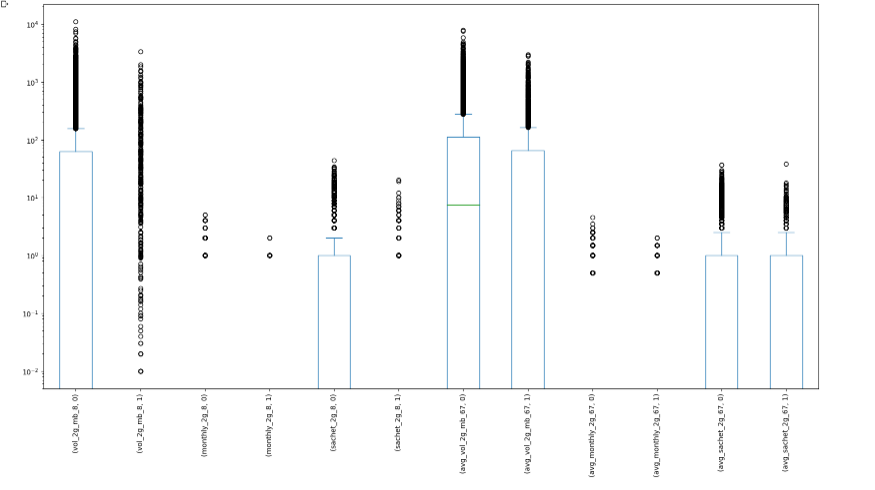 10⁴
10³
10²
10¹
10⁰
10⁻¹
10⁻²
(vol_2g_mb_8, 0)
(vol_2g_mb_8, 1)
(monthly_2g_8, 0)
(monthly_2g_8, 1)
(sachet_2g_8, 0)
(sachet_2g_8, 1)
(avg_vol_2g_mb_67, 0)
(avg_vol_2g_mb_67, 1)
(avg_monthly_2g_67, 0)
(avg_monthly_2g_67, 1)
(avg_sachet_2g_67, 0)
(avg_sachet_2g_67, 1)